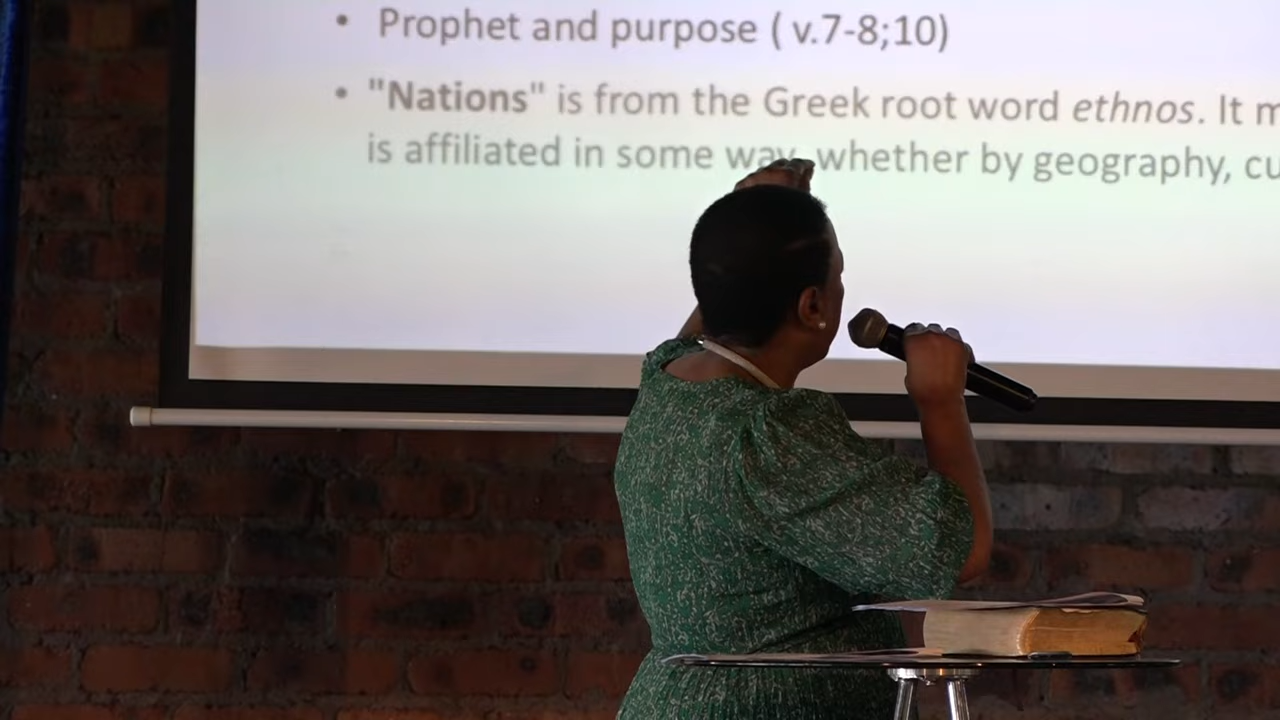 • Prophet and purpose ( v.7-8;10)
• "Nations" is from the Greek root word ethnos. It
is affiliated in some way, whether by geography,